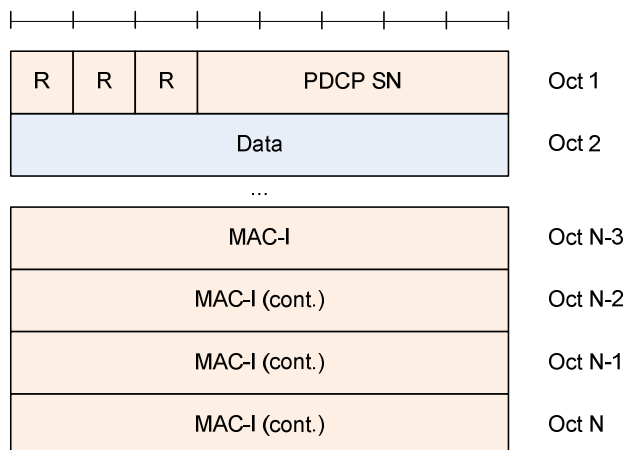 R R R PDCP SN Oct 1
Data Oct 2
...
MAC-I Oct N-3
MAC-I (cont.) Oct N-2
MAC-I (cont.) Oct N-1
MAC-I (cont.) Oct N